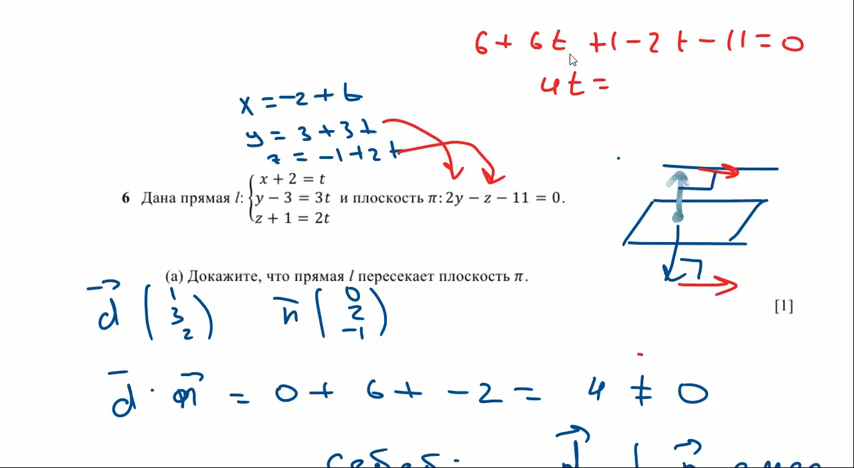 6 + 6t + 1 - 2t - 11 = 0
4t =
x = -2 + t
y = 3 + 3t
z = -1 + 2t
6 Дана прямая l: { x + 2 = t
y − 3 = 3t
z + 1 = 2t
и плоскость π: 2y − z − 11 = 0.
(a) Докажите, что прямая l пересекает плоскость π.
[1]
d (1 3 2) n (0 2 -1)
d · n = 0 + 6 + -2 = 4 ≠ 0
d n